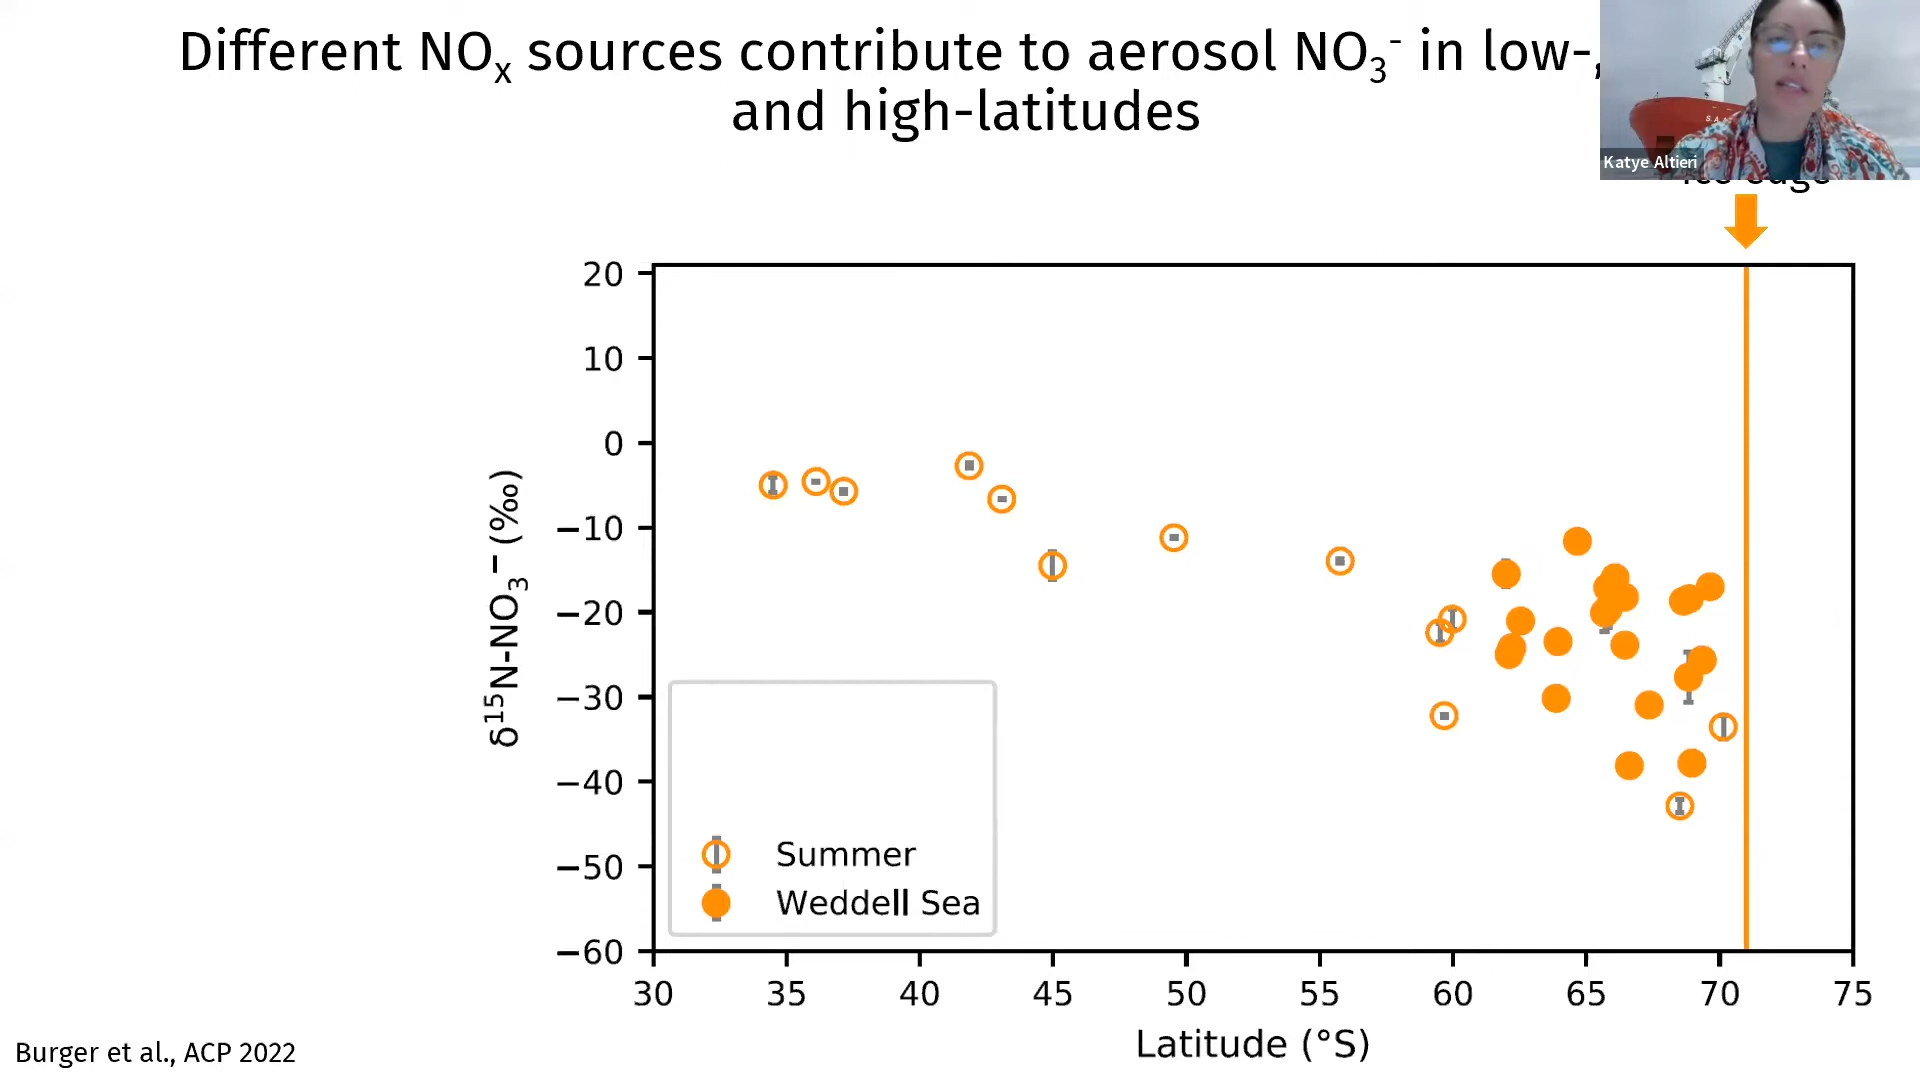 Different NOx sources contribute to aerosol NO3- in low-,
and high-latitudes
Katye Altieri
20
10
0
−10
−20
−30
−40
−50
−60
δ15N-NO3− (‰)
Summer
Weddell Sea
30 35 40 45 50 55 60 65 70 75
Latitude (°S)
Burger et al., ACP 2022